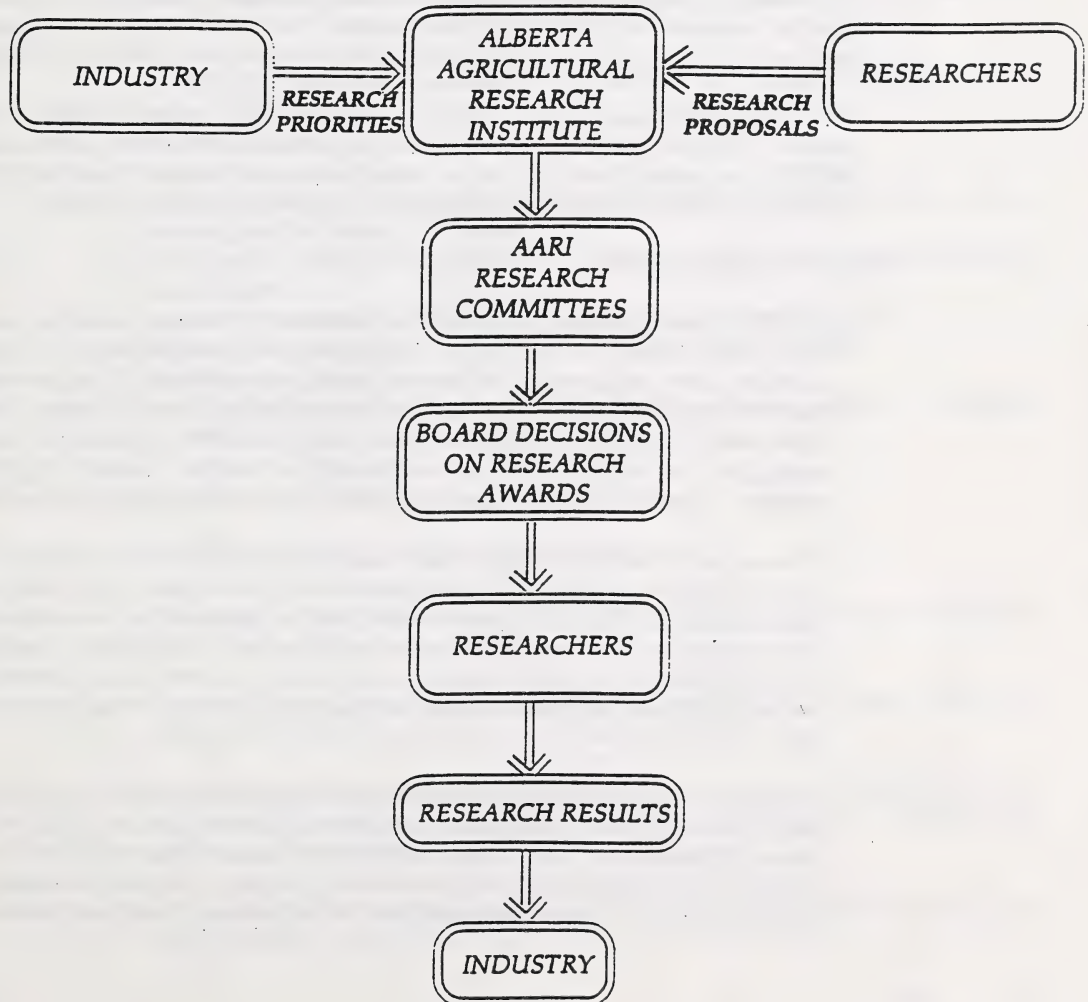 INDUSTRY
RESEARCH
PRIORITIES
ALBERTA
AGRICULTURAL
RESEARCH
INSTITUTE
RESEARCH
PROPOSALS
RESEARCHERS
AARI
RESEARCH
COMMITTEES
BOARD DECISIONS
ON RESEARCH
AWARDS
RESEARCHERS
RESEARCH RESULTS
INDUSTRY